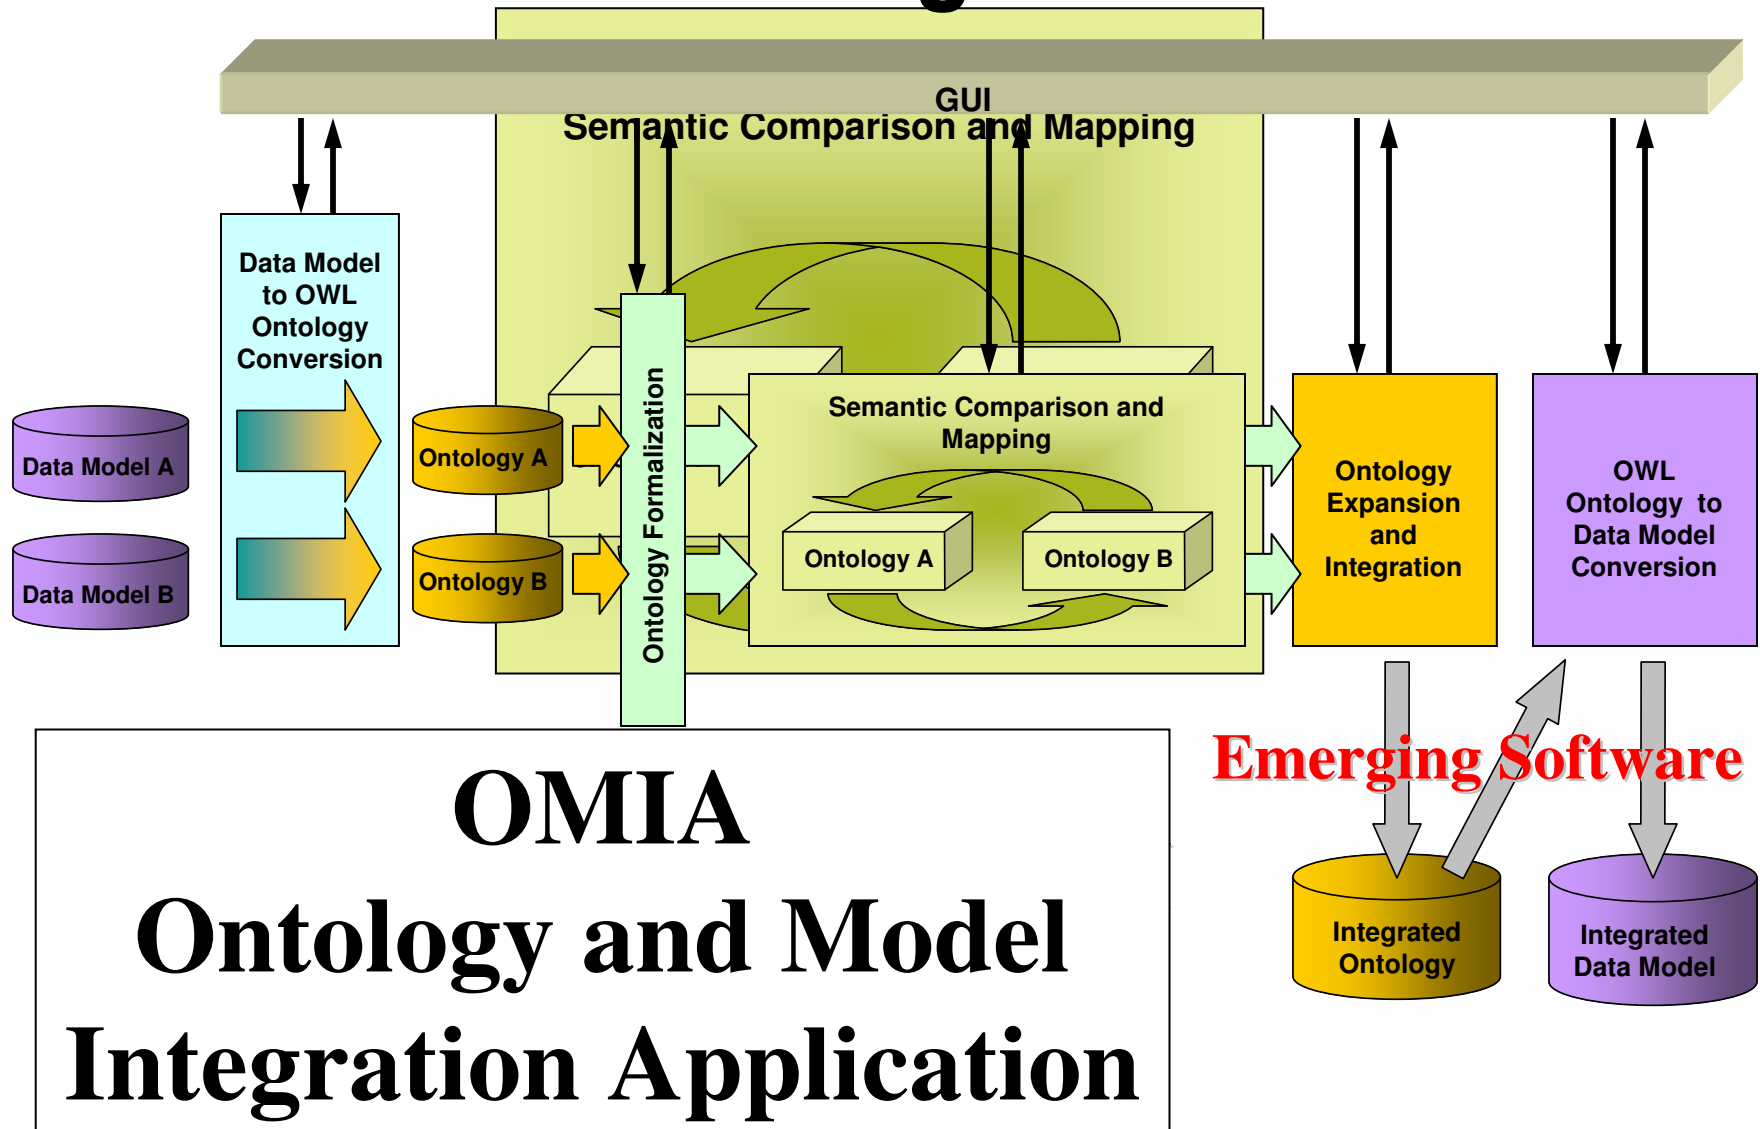 GUI
Semantic Comparison and Mapping
Data Model
to OWL
Ontology
Conversion
Data Model A
Data Model B
Ontology A
Ontology B
Ontology Formalization
Semantic Comparison and
Mapping
Ontology A
Ontology B
Ontology
Expansion
and
Integration
OWL
Ontology to
Data Model
Conversion
Emerging Software
Integrated
Ontology
Integrated
Data Model
OMIA
Ontology and Model
Integration Application